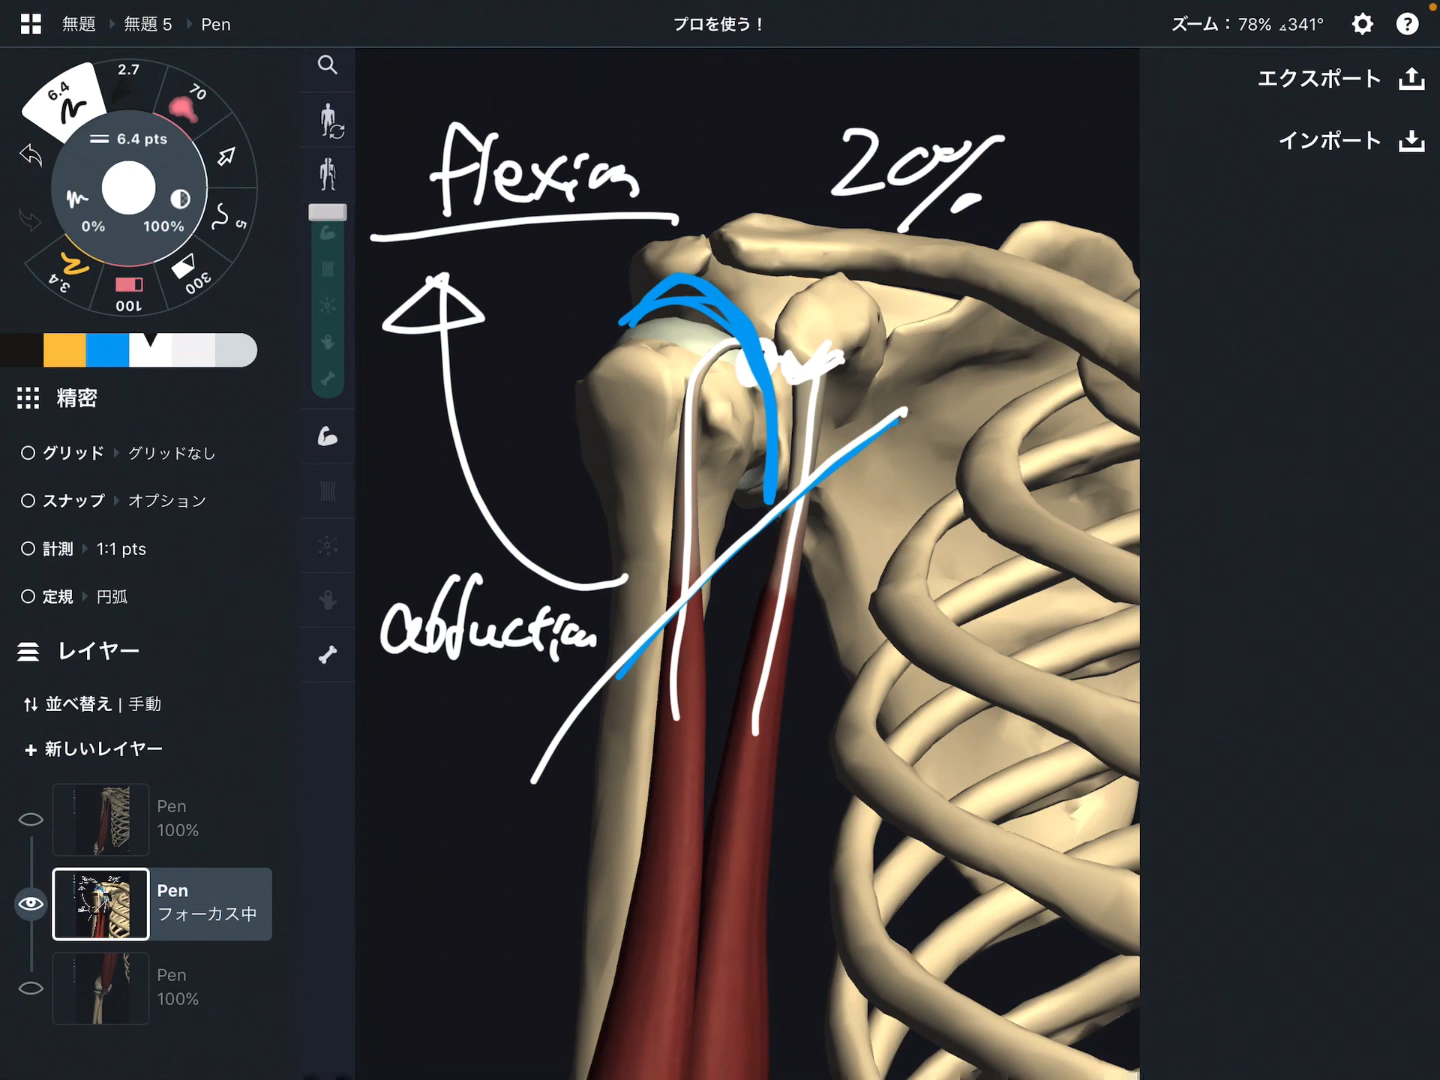 無題 無題 5 Pen
プロを使う！
ズーム：78% ⊿341°
エクスポート
インポート
6.4
2.7
70
5
300
100
3.4
6.4 pts
0%
100%
精密
グリッド グリッドなし
スナップ オプション
計測 1:1 pts
定規 円弧
レイヤー
並べ替え | 手動
+ 新しいレイヤー
Pen
100%
Pen
フォーカス中
Pen
100%
flexion
20%
abduction